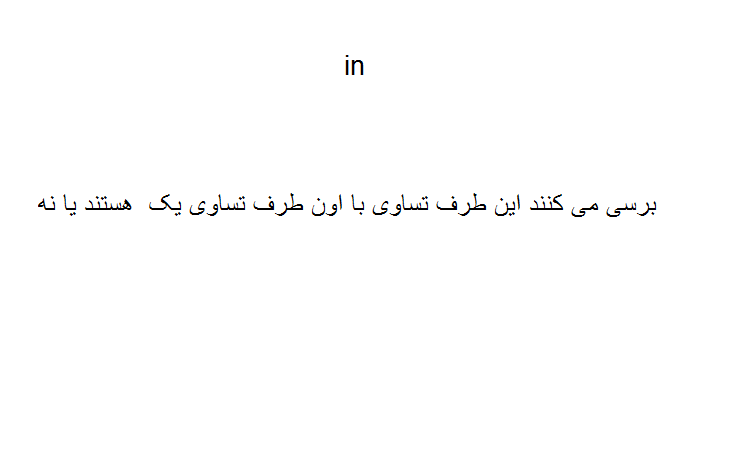 in
برسی می کنند این طرف تساوی با اون طرف تساوی یک هستند یا نه